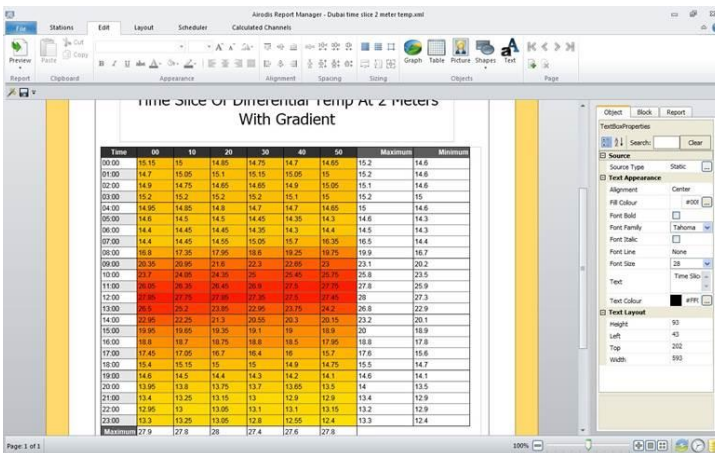 Airodis Report Manager - Dubai time slice 2 meter temp.xml
File Stations Edit Layout Scheduler Calculated Channels
Preview Paste Cut Copy Graph Table Picture Shapes Text
Report Clipboard Appearance Alignment Spacing Sizing Objects Page
Time Slice Of Differential Temp At 2 Meters
With Gradient
Time 00 10 20 30 40 50 Maximum Minimum
00:00 15.15 15 14.85 14.75 14.7 14.65 15.2 14.6
01:00 14.7 15.05 15.1 15.15 15.05 15 15.2 14.6
02:00 14.9 14.75 14.65 14.65 14.9 15.05 15.1 14.6
03:00 15.2 15.2 15.2 15.2 15.1 15 15.2 15
04:00 14.95 14.85 14.8 14.7 14.7 14.65 15 14.6
05:00 14.6 14.5 14.5 14.45 14.35 14.3 14.6 14.3
06:00 14.4 14.45 14.45 14.35 14.3 14.4 14.5 14.3
07:00 14.4 14.45 14.55 15.05 15.7 16.35 16.5 14.4
08:00 16.8 17.35 17.95 18.6 19.25 19.75 19.9 16.7
09:00 20.35 20.95 21.6 22.3 22.65 23 23.1 20.2
10:00 23.7 24.05 24.35 25 25.45 25.75 25.8 23.5
11:00 26.05 26.35 26.45 26.9 27.5 27.75 27.8 25.9
12:00 27.85 27.75 27.85 27.35 27.5 27.45 28 27.3
13:00 26.5 25.2 23.95 22.95 23.75 24.2 26.8 22.9
14:00 22.95 22.25 21.3 20.55 20.3 20.15 23.2 20.1
15:00 19.95 19.65 19.35 19.1 19 18.9 20 18.9
16:00 18.8 18.7 18.75 18.8 18.5 17.95 18.8 17.8
17:00 17.45 17.05 16.7 16.4 16 15.7 17.6 15.6
18:00 15.4 15.15 15 15 14.9 14.75 15.5 14.7
19:00 14.6 14.5 14.4 14.3 14.2 14.1 14.6 14.1
20:00 13.95 13.8 13.75 13.7 13.65 13.5 14 13.5
21:00 13.4 13.25 13.15 13 12.9 12.9 13.4 12.9
22:00 12.95 13 13.05 13.1 13.1 13.15 13.2 12.9
23:00 13.3 13.25 13.05 12.8 12.55 12.4 13.3 12.4
Maximum 27.9 27.8 28 27.4 27.6 27.8
Object Block Report
TextBoxProperties
Search: Clear
Source
Source Type Static
Text Appearance
Alignment Center
Fill Colour
Font Bold
Font Family Tahoma
Font Italic
Font Line None
Font Size 28
Text Time Slic
Text Colour
Text Layout
Height 93
Left 43
Top 202
Width 593
Page: 1 of 1 100%